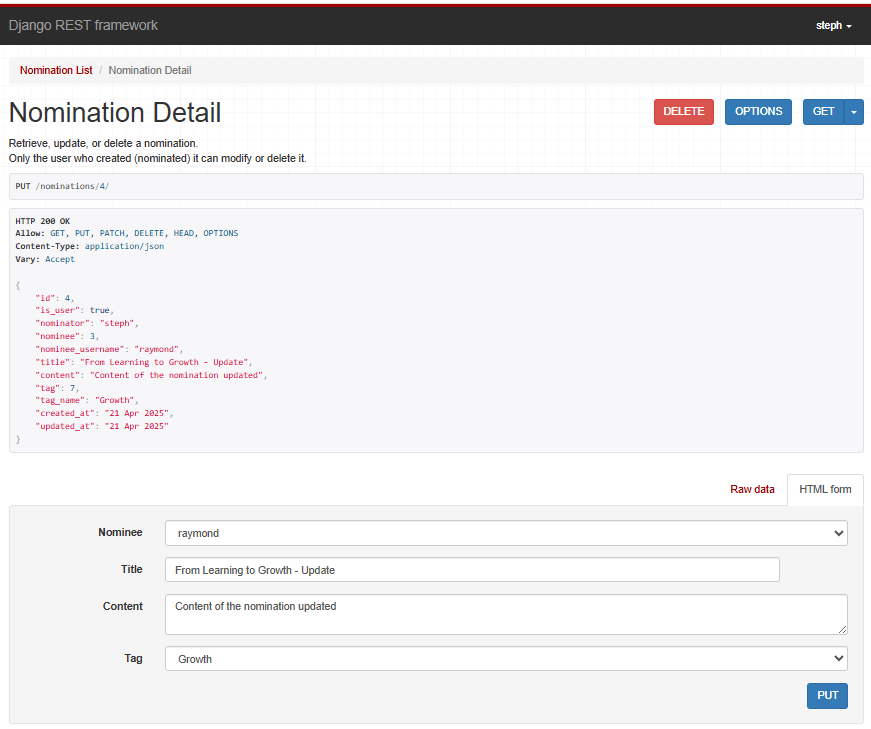 Django REST framework
steph
Nomination List / Nomination Detail
Nomination Detail
DELETE
OPTIONS
GET
Retrieve, update, or delete a nomination.
Only the user who created (nominated) it can modify or delete it.
PUT /nominations/4/
HTTP 200 OK
Allow: GET, PUT, PATCH, DELETE, HEAD, OPTIONS
Content-Type: application/json
Vary: Accept
{
    "id": 4,
    "is_user": true,
    "nominator": "steph",
    "nominee": 3,
    "nominee_username": "raymond",
    "title": "From Learning to Growth - Update",
    "content": "Content of the nomination updated",
    "tag": 7,
    "tag_name": "Growth",
    "created_at": "21 Apr 2025",
    "updated_at": "21 Apr 2025"
}
Raw data
HTML form
Nominee raymond
Title From Learning to Growth - Update
Content Content of the nomination updated
Tag Growth
PUT